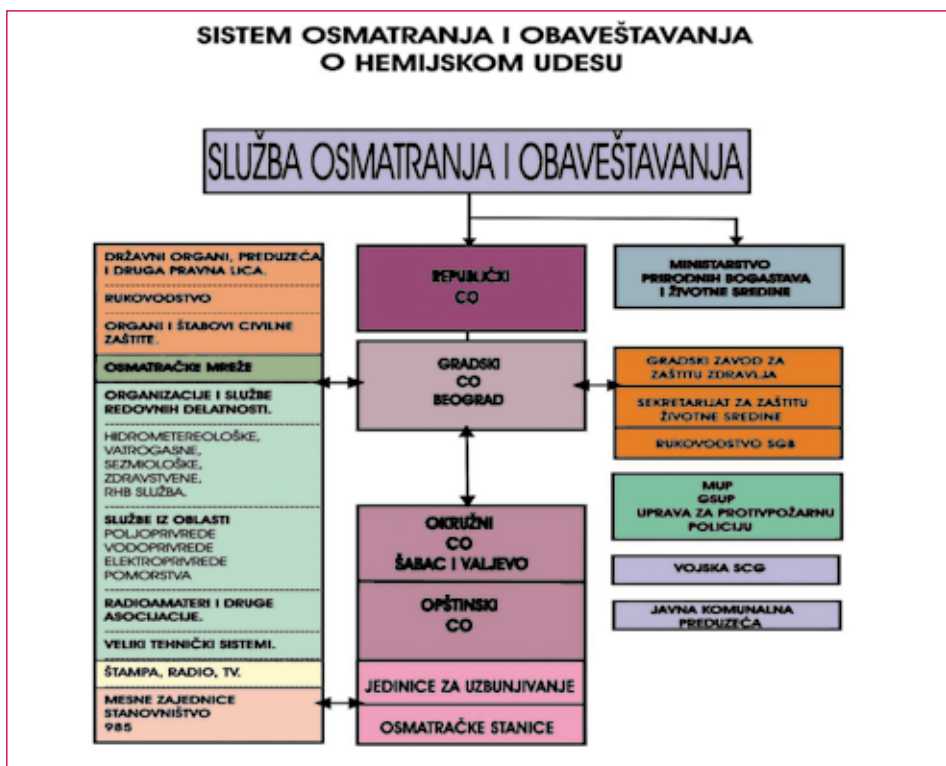 SISTEM OSMATRANJA I OBAVEŠTAVANJA
O HEMIJSKOM UDESU
SLUŽBA OSMATRANJA I OBAVEŠTAVANJA
DRŽAVNI ORGANI, PREDUZEĆA
I DRUGA PRAVNA LICA.
RUKOVODSTVO
ORGANI I ŠTABOVI CIVILNE
ZAŠTITE.
OSMATRAČKE MREŽE
ORGANIZACIJE I SLUŽBE
REDOVNIH DELATNOSTI.
HIDROMETEREOLOŠKE,
VATROGASNE,
SEZMIOLOŠKE,
ZDRAVSTVENE,
RHB SLUŽBA.
SLUŽBE IZ OBLASTI
POLJOPRIVREDE
VODOPRIVREDE
ELEKTROPRIVREDE
POMORSTVA
RADIOAMATERI I DRUGE
ASOCIJACIJE.
VELIKI TEHNIČKI SISTEMI.
ŠTAMPA, RADIO, TV.
MESNE ZAJEDNICE
STANOVNIŠTVO
985
REPUBLIČKI
CO
GRADSKI
CO
BEOGRAD
OKRUŽNI
CO
ŠABAC I VALJEVO
OPŠTINSKI
CO
JEDINICE ZA UZBUNJIVANJE
OSMATRAČKE STANICE
MINISTARSTVO
PRIRODNIH BOGASTAVA
I ŽIVOTNE SREDINE
GRADSKI ZAVOD ZA
ZAŠTITU ZDRAVLJA
SEKRETARIJAT ZA ZAŠTITU
ŽIVOTNE SREDINE
RUKOVODSTVO SGB
MUP
GSUP
UPRAVA ZA PROTIVPOŽARNU
POLICIJU
VOJSKA SCG
JAVNA KOMUNALNA
PREDUZEĆA